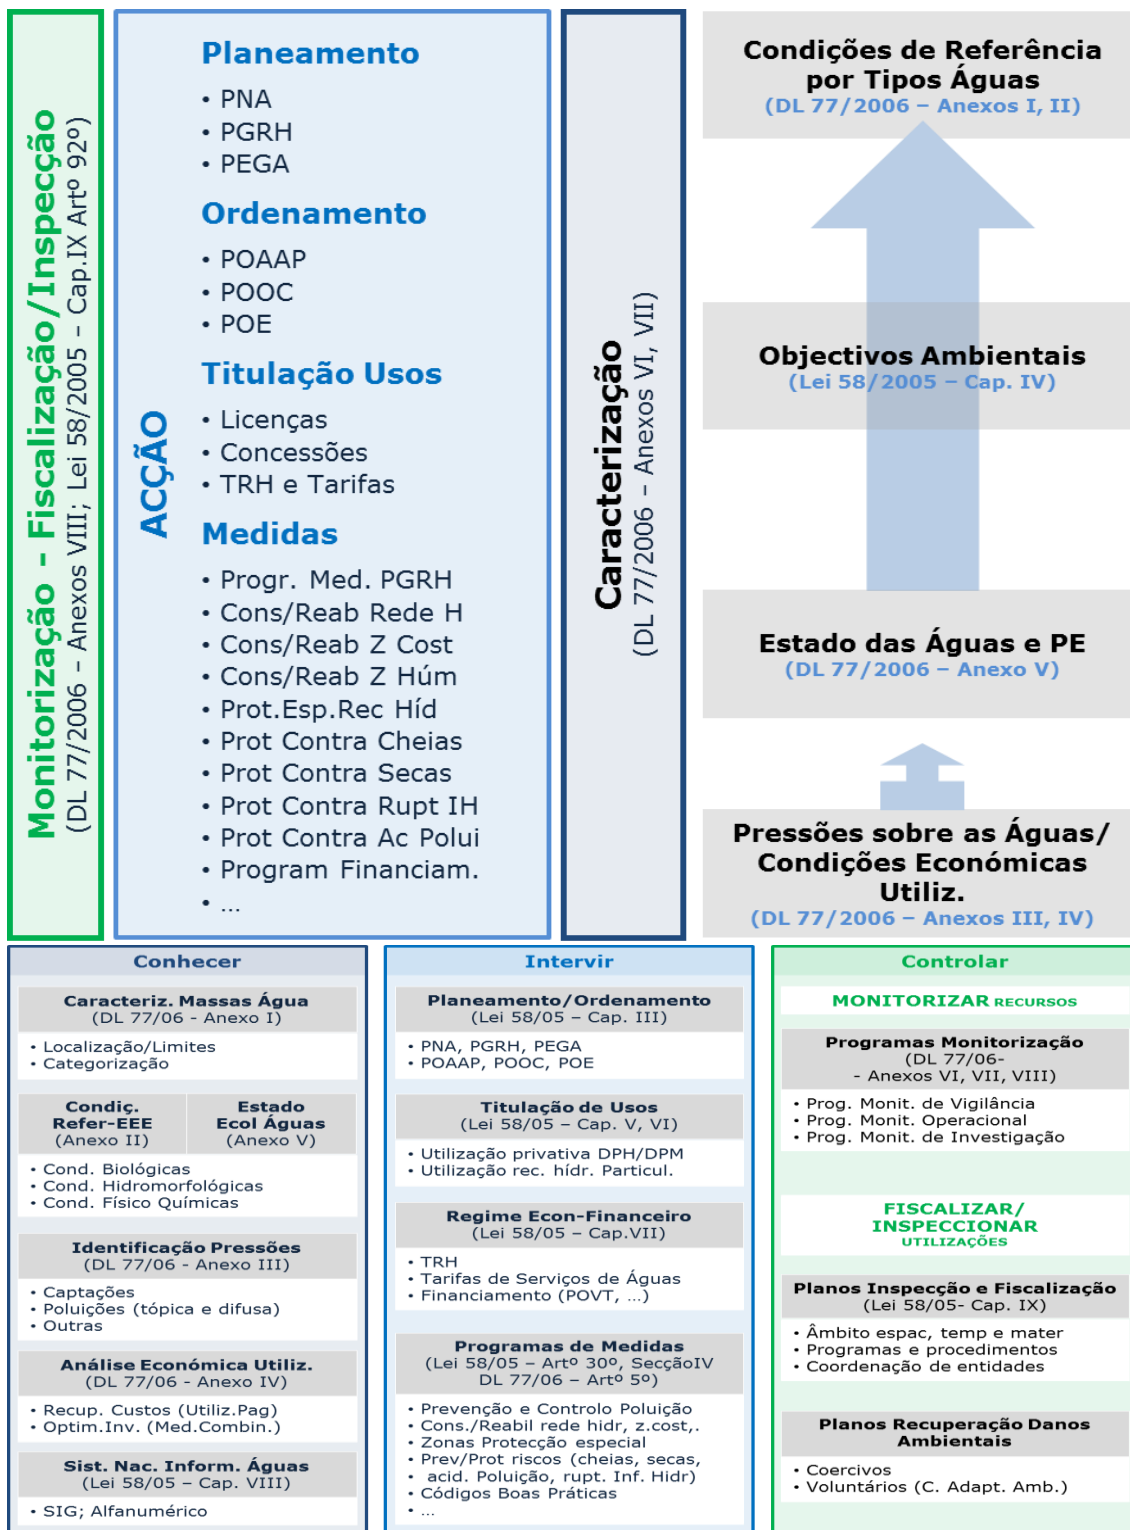 Monitorização - Fiscalização/Inspecção
(DL 77/2006 – Anexos VIII; Lei 58/2005 – Cap.IX Artº 92º)
ACÇÃO
Planeamento
• PNA
• PGRH
• PEGA
Ordenamento
• POAAP
• POOC
• POE
Titulação Usos
• Licenças
• Concessões
• TRH e Tarifas
Medidas
• Progr. Med. PGRH
• Cons/Reab Rede H
• Cons/Reab Z Cost
• Cons/Reab Z Húm
• Prot.Esp.Rec Híd
• Prot Contra Cheias
• Prot Contra Secas
• Prot Contra Rupt IH
• Prot Contra Ac Polui
• Program Financiam.
• ...
Caracterização
(DL 77/2006 – Anexos VI, VII)
Condições de Referência
por Tipos Águas
(DL 77/2006 – Anexos I, II)
Objectivos Ambientais
(Lei 58/2005 – Cap. IV)
Estado das Águas e PE
(DL 77/2006 – Anexo V)
Pressões sobre as Águas/
Condições Económicas
Utiliz.
(DL 77/2006 – Anexos III, IV)
Conhecer
Caracteriz. Massas Água
(DL 77/06 - Anexo I)
• Localização/Limites
• Categorização
Condiç.
Refer-EEE
(Anexo II)
Estado
Ecol Águas
(Anexo V)
• Cond. Biológicas
• Cond. Hidromorfológicas
• Cond. Físico Químicas
Identificação Pressões
(DL 77/06 - Anexo III)
• Captações
• Poluições (tópica e difusa)
• Outras
Análise Económica Utiliz.
(DL 77/06 - Anexo IV)
• Recup. Custos (Utiliz.Pag)
• Optim.Inv. (Med.Combin.)
Sist. Nac. Inform. Águas
(Lei 58/05 – Cap. VIII)
• SIG; Alfanumérico
Intervir
Planeamento/Ordenamento
(Lei 58/05 – Cap. III)
• PNA, PGRH, PEGA
• POAAP, POOC, POE
Titulação de Usos
(Lei 58/05 – Cap. V, VI)
• Utilização privativa DPH/DPM
• Utilização rec. hídr. Particul.
Regime Econ-Financeiro
(Lei 58/05 – Cap.VII)
• TRH
• Tarifas de Serviços de Águas
• Financiamento (POVT, ...)
Programas de Medidas
(Lei 58/05 – Artº 30º, SecçãoIV
DL 77/06 – Artº 5º)
• Prevenção e Controlo Poluição
• Cons./Reabil rede hidr, z.cost,.
• Zonas Protecção especial
• Prev/Prot riscos (cheias, secas,
• acid. Poluição, rupt. Inf. Hidr)
• Códigos Boas Práticas
• ...
Controlar
MONITORIZAR RECURSOS
Programas Monitorização
(DL 77/06-
- Anexos VI, VII, VIII)
• Prog. Monit. de Vigilância
• Prog. Monit. Operacional
• Prog. Monit. de Investigação
FISCALIZAR/
INSPECCIONAR
UTILIZAÇÕES
Planos Inspecção e Fiscalização
(Lei 58/05- Cap. IX)
• Âmbito espac, temp e mater
• Programas e procedimentos
• Coordenação de entidades
Planos Recuperação Danos
Ambientais
• Coercivos
• Voluntários (C. Adapt. Amb.)